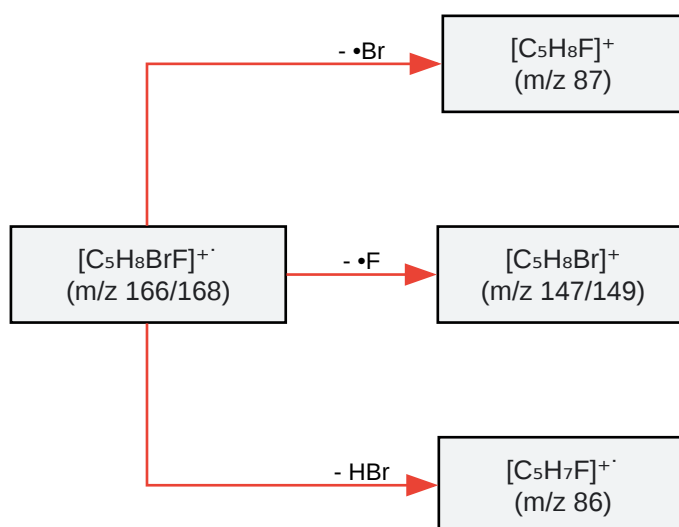 - •Br
[C₅H₈F]⁺
(m/z 87)
[C₅H₈BrF]⁺˙
(m/z 166/168)
- •F
[C₅H₈Br]⁺
(m/z 147/149)
- HBr
[C₅H₇F]⁺˙
(m/z 86)